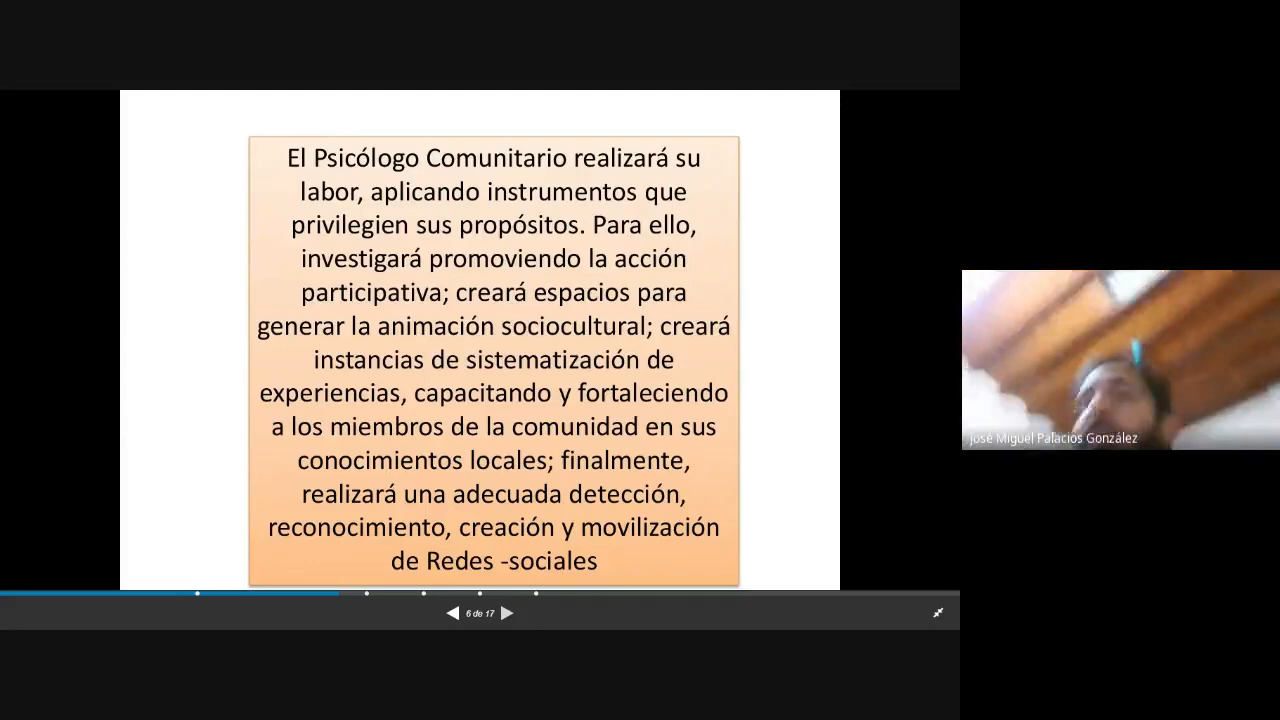 El Psicólogo Comunitario realizará su
labor, aplicando instrumentos que
privilegien sus propósitos. Para ello,
investigará promoviendo la acción
participativa; creará espacios para
generar la animación sociocultural; creará
instancias de sistematización de
experiencias, capacitando y fortaleciendo
a los miembros de la comunidad en sus
conocimientos locales; finalmente,
realizará una adecuada detección,
reconocimiento, creación y movilización
de Redes -sociales
6 de 17
José Miguel Palacios González